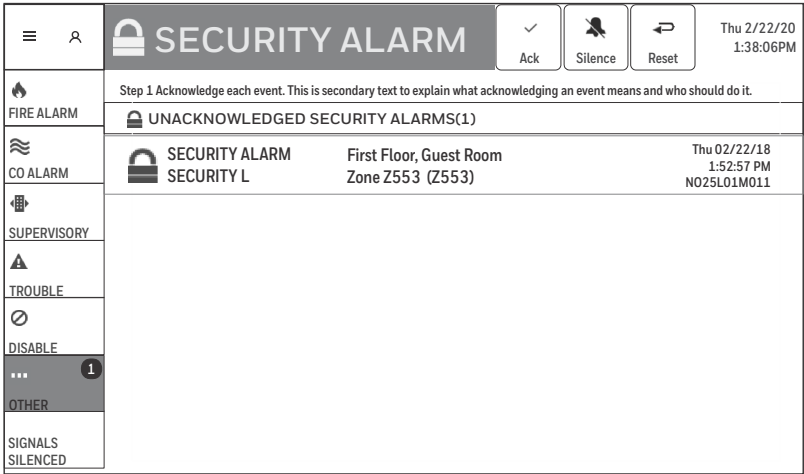 SECURITY ALARM
Ack
Silence
Reset
Thu 2/22/20
1:38:06PM
Step 1 Acknowledge each event. This is secondary text to explain what acknowledging an event means and who should do it.
UNACKNOWLEDGED SECURITY ALARMS(1)
SECURITY ALARM
SECURITY L
First Floor, Guest Room
Zone Z553 (Z553)
Thu 02/22/18
1:52:57 PM
N025L01M011
FIRE ALARM
CO ALARM
SUPERVISORY
TROUBLE
DISABLE
1
OTHER
SIGNALS
SILENCED